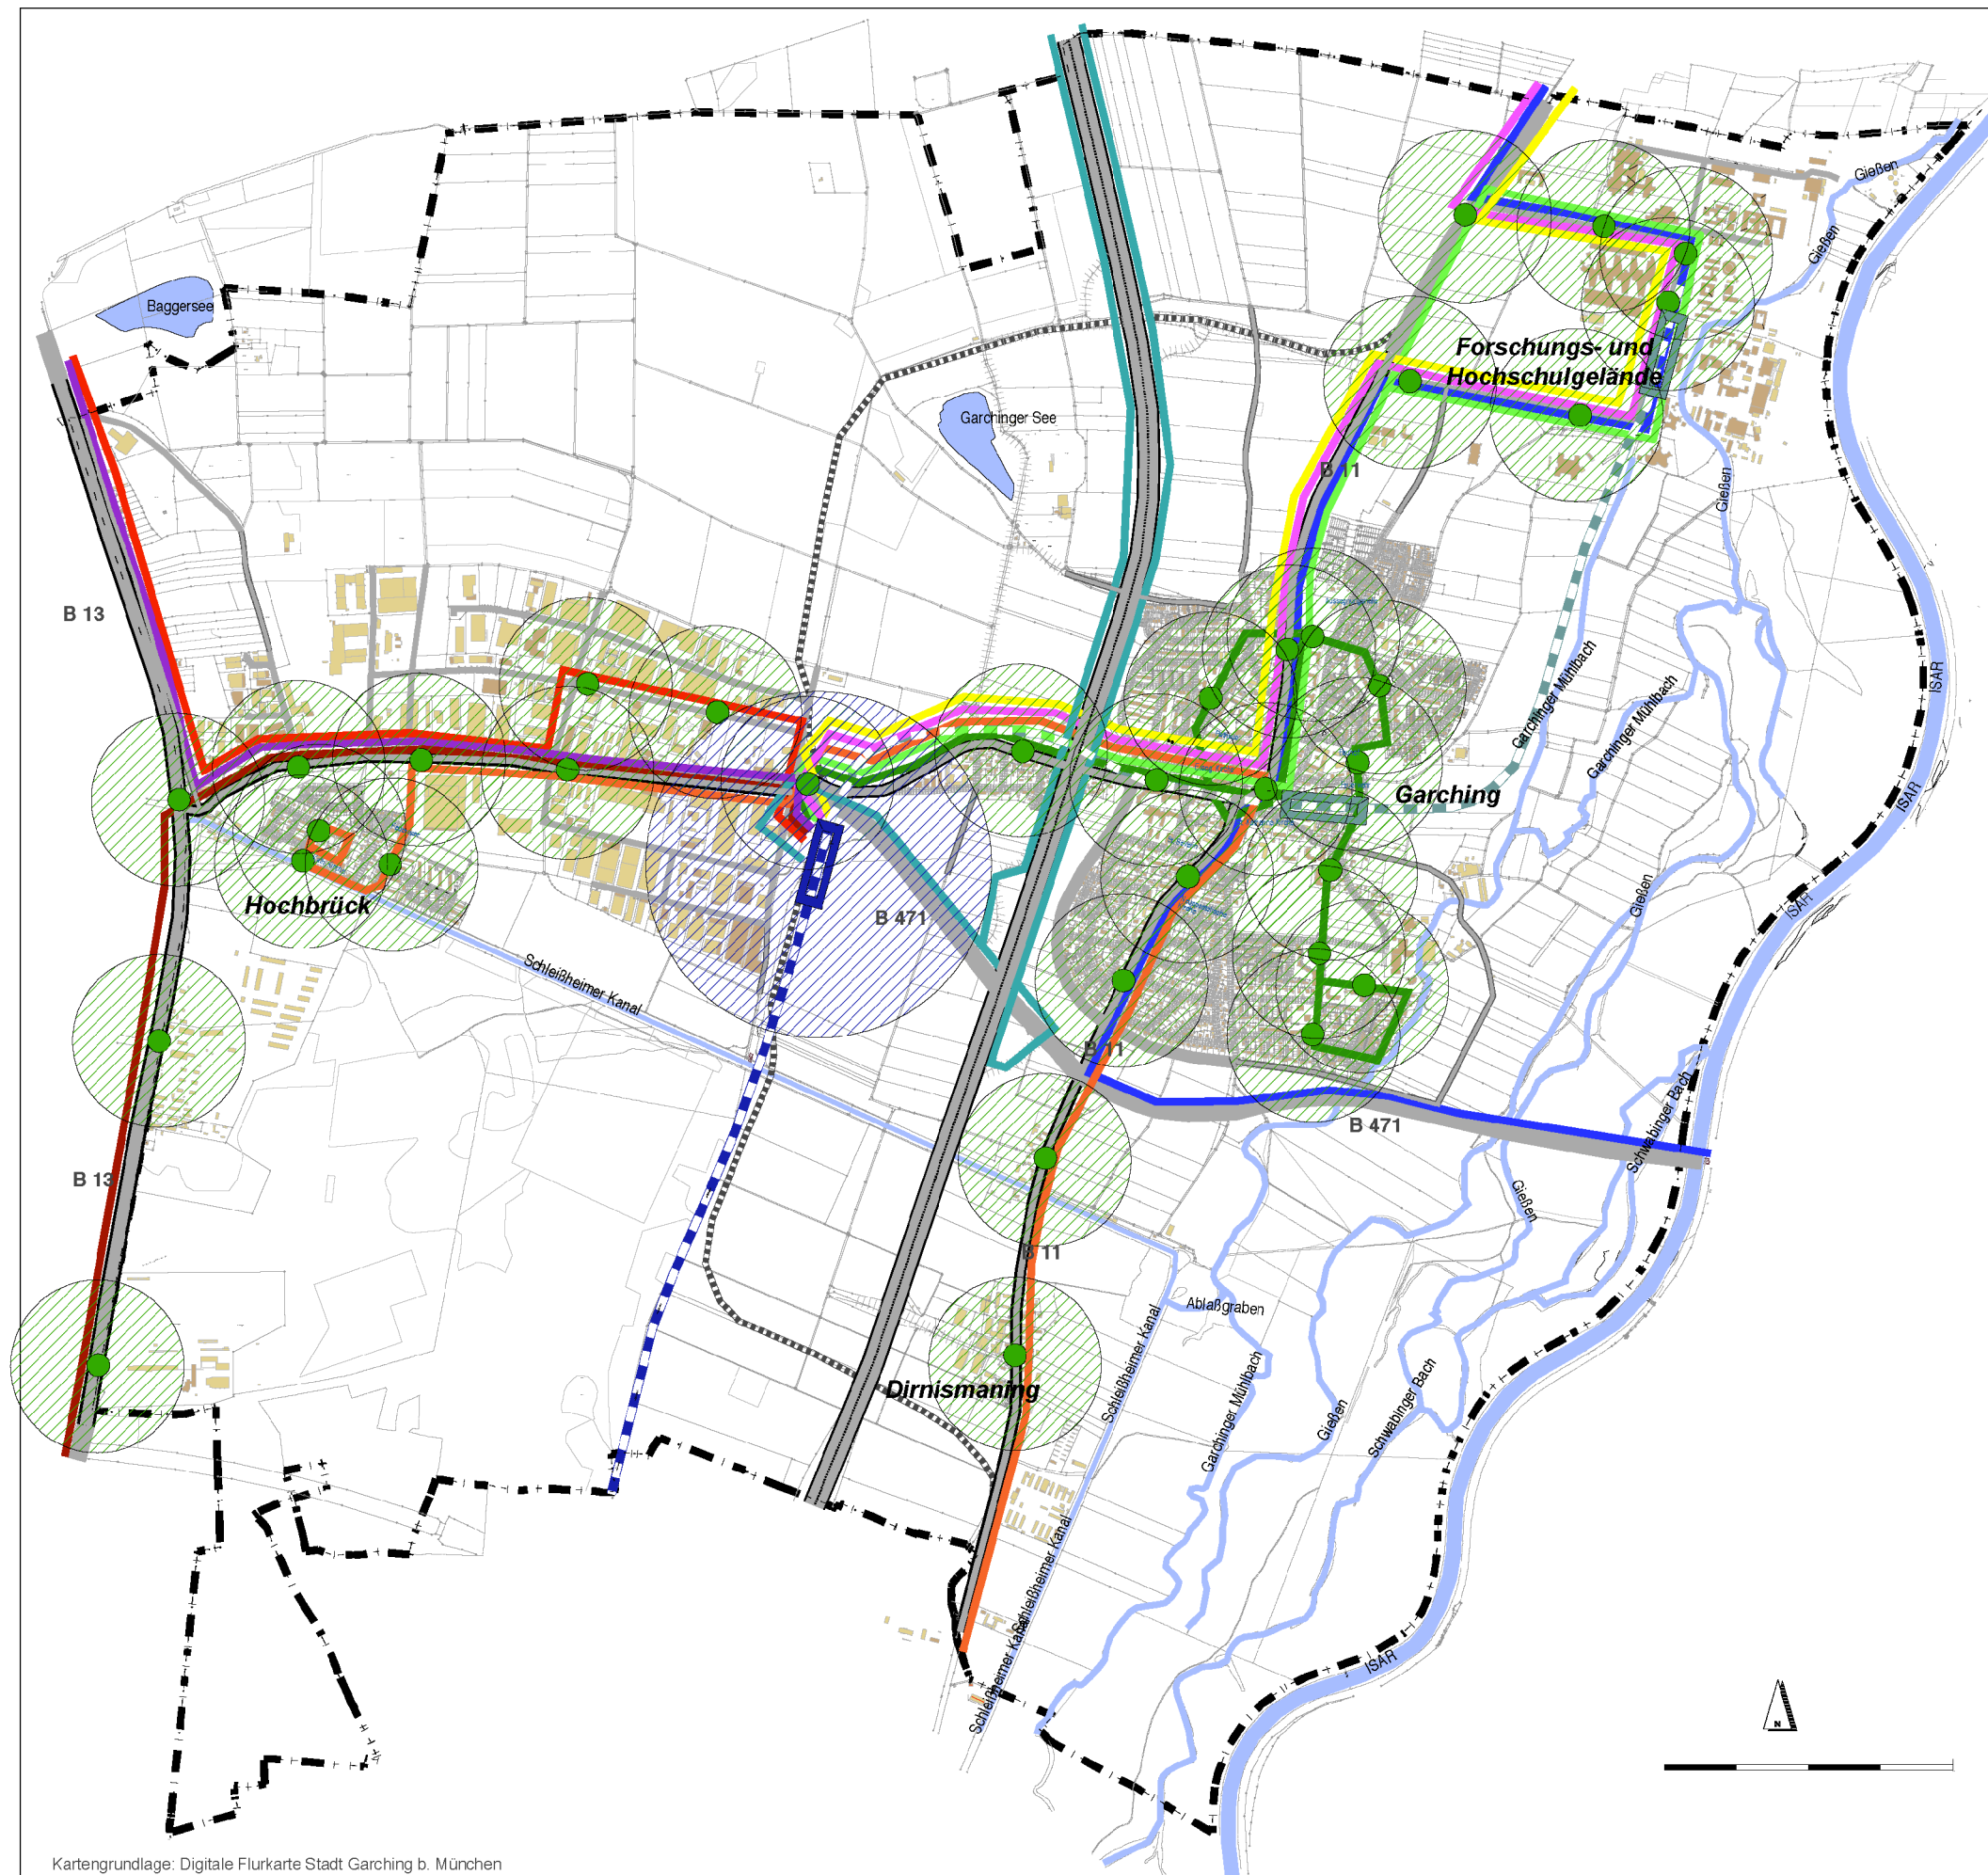 Gießen
Gießen
Baggersee
Forschungs- und
Hochschulgelände
Garchinger See
B 11
Gießen
B 13
Garchinger Mühlbach
Garchinger Mühlbach
ISAR
Garching
ISAR
Hochbrück
B 471
Gießen
ISAR
Schleißheimer Kanal
B 11
B 471
Schwabinger Bach
B 13
Gießen
B 11
Ablaßgraben
Schleißheimer Kanal
Dirnismaning
Garchinger Mühlbach
Gießen
Schwabinger Bach
Schleißheimer Kanal
Schleißheimer Kanal
ISAR
N
Kartengrundlage: Digitale Flurkarte Stadt Garching b. München